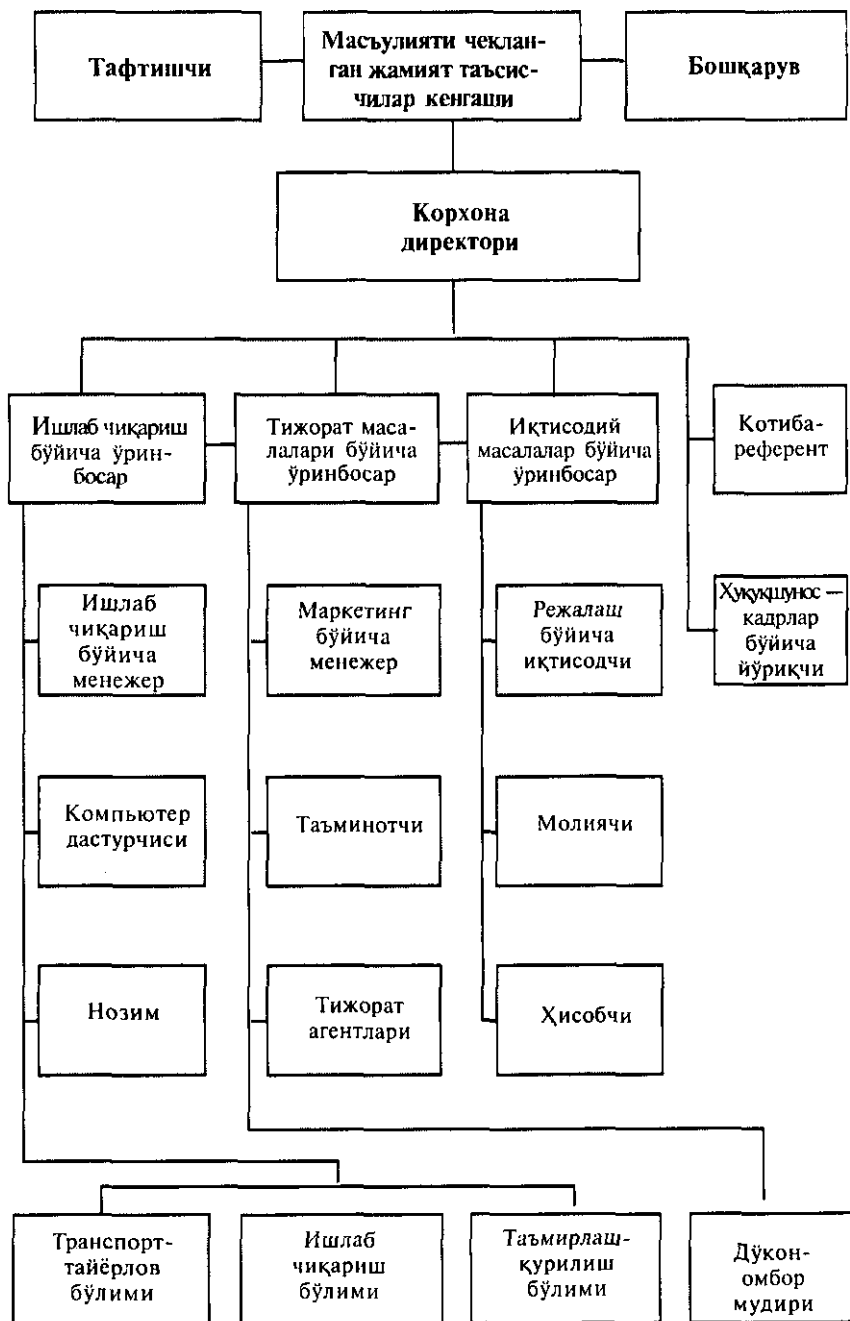 Тафтишчи
Масъулияти чеклан-
ган жамият таъсис-
чилар кенгаши
Бошқарув
Корхона
директори
Ишлаб чиқариш
бўйича ўрин-
босар
Тижорат маса-
лалари бўйича
ўринбосар
Иқтисодий
масалалар бўйича
ўринбосар
Котиба-
референт
Ишлаб
чиқариш
бўйича
менежер
Маркетинг
бўйича
менежер
Режалаш
бўйича
иқтисодчи
Ҳуқуқшунос —
кадрлар
бўйича
йўриқчи
Компьютер
дастурчиси
Таъминотчи
Молиячи
Нозим
Тижорат
агентлари
Ҳисобчи
Транспорт-
тайёрлов
бўлими
Ишлаб
чиқариш
бўлими
Таъмирлаш-
қурилиш
бўлими
Дўкон-
омбор
мудири